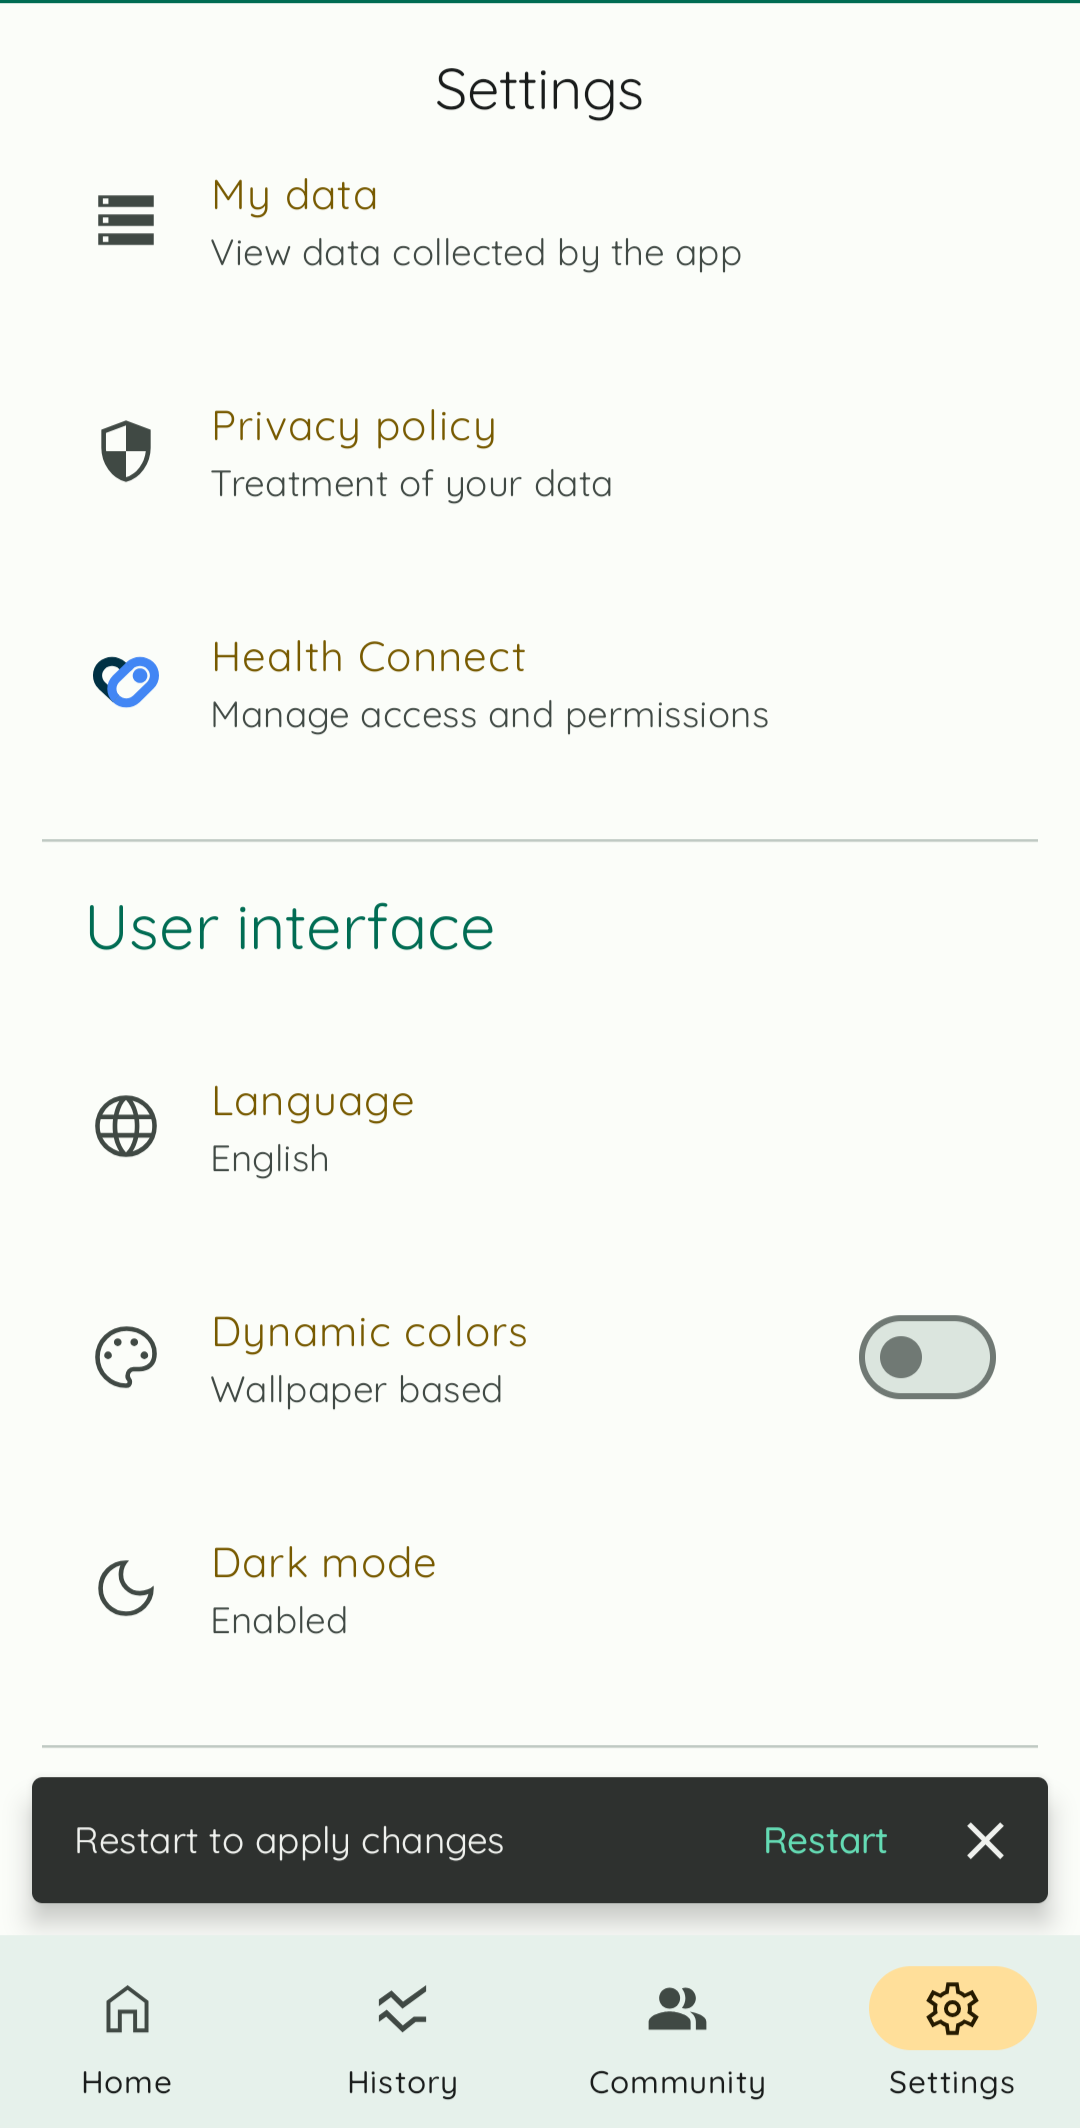 Settings
My data
View data collected by the app
Privacy policy
Treatment of your data
Health Connect
Manage access and permissions
User interface
Language
English
Dynamic colors
Wallpaper based
Dark mode
Enabled
Restart to apply changes Restart
Home History Community Settings